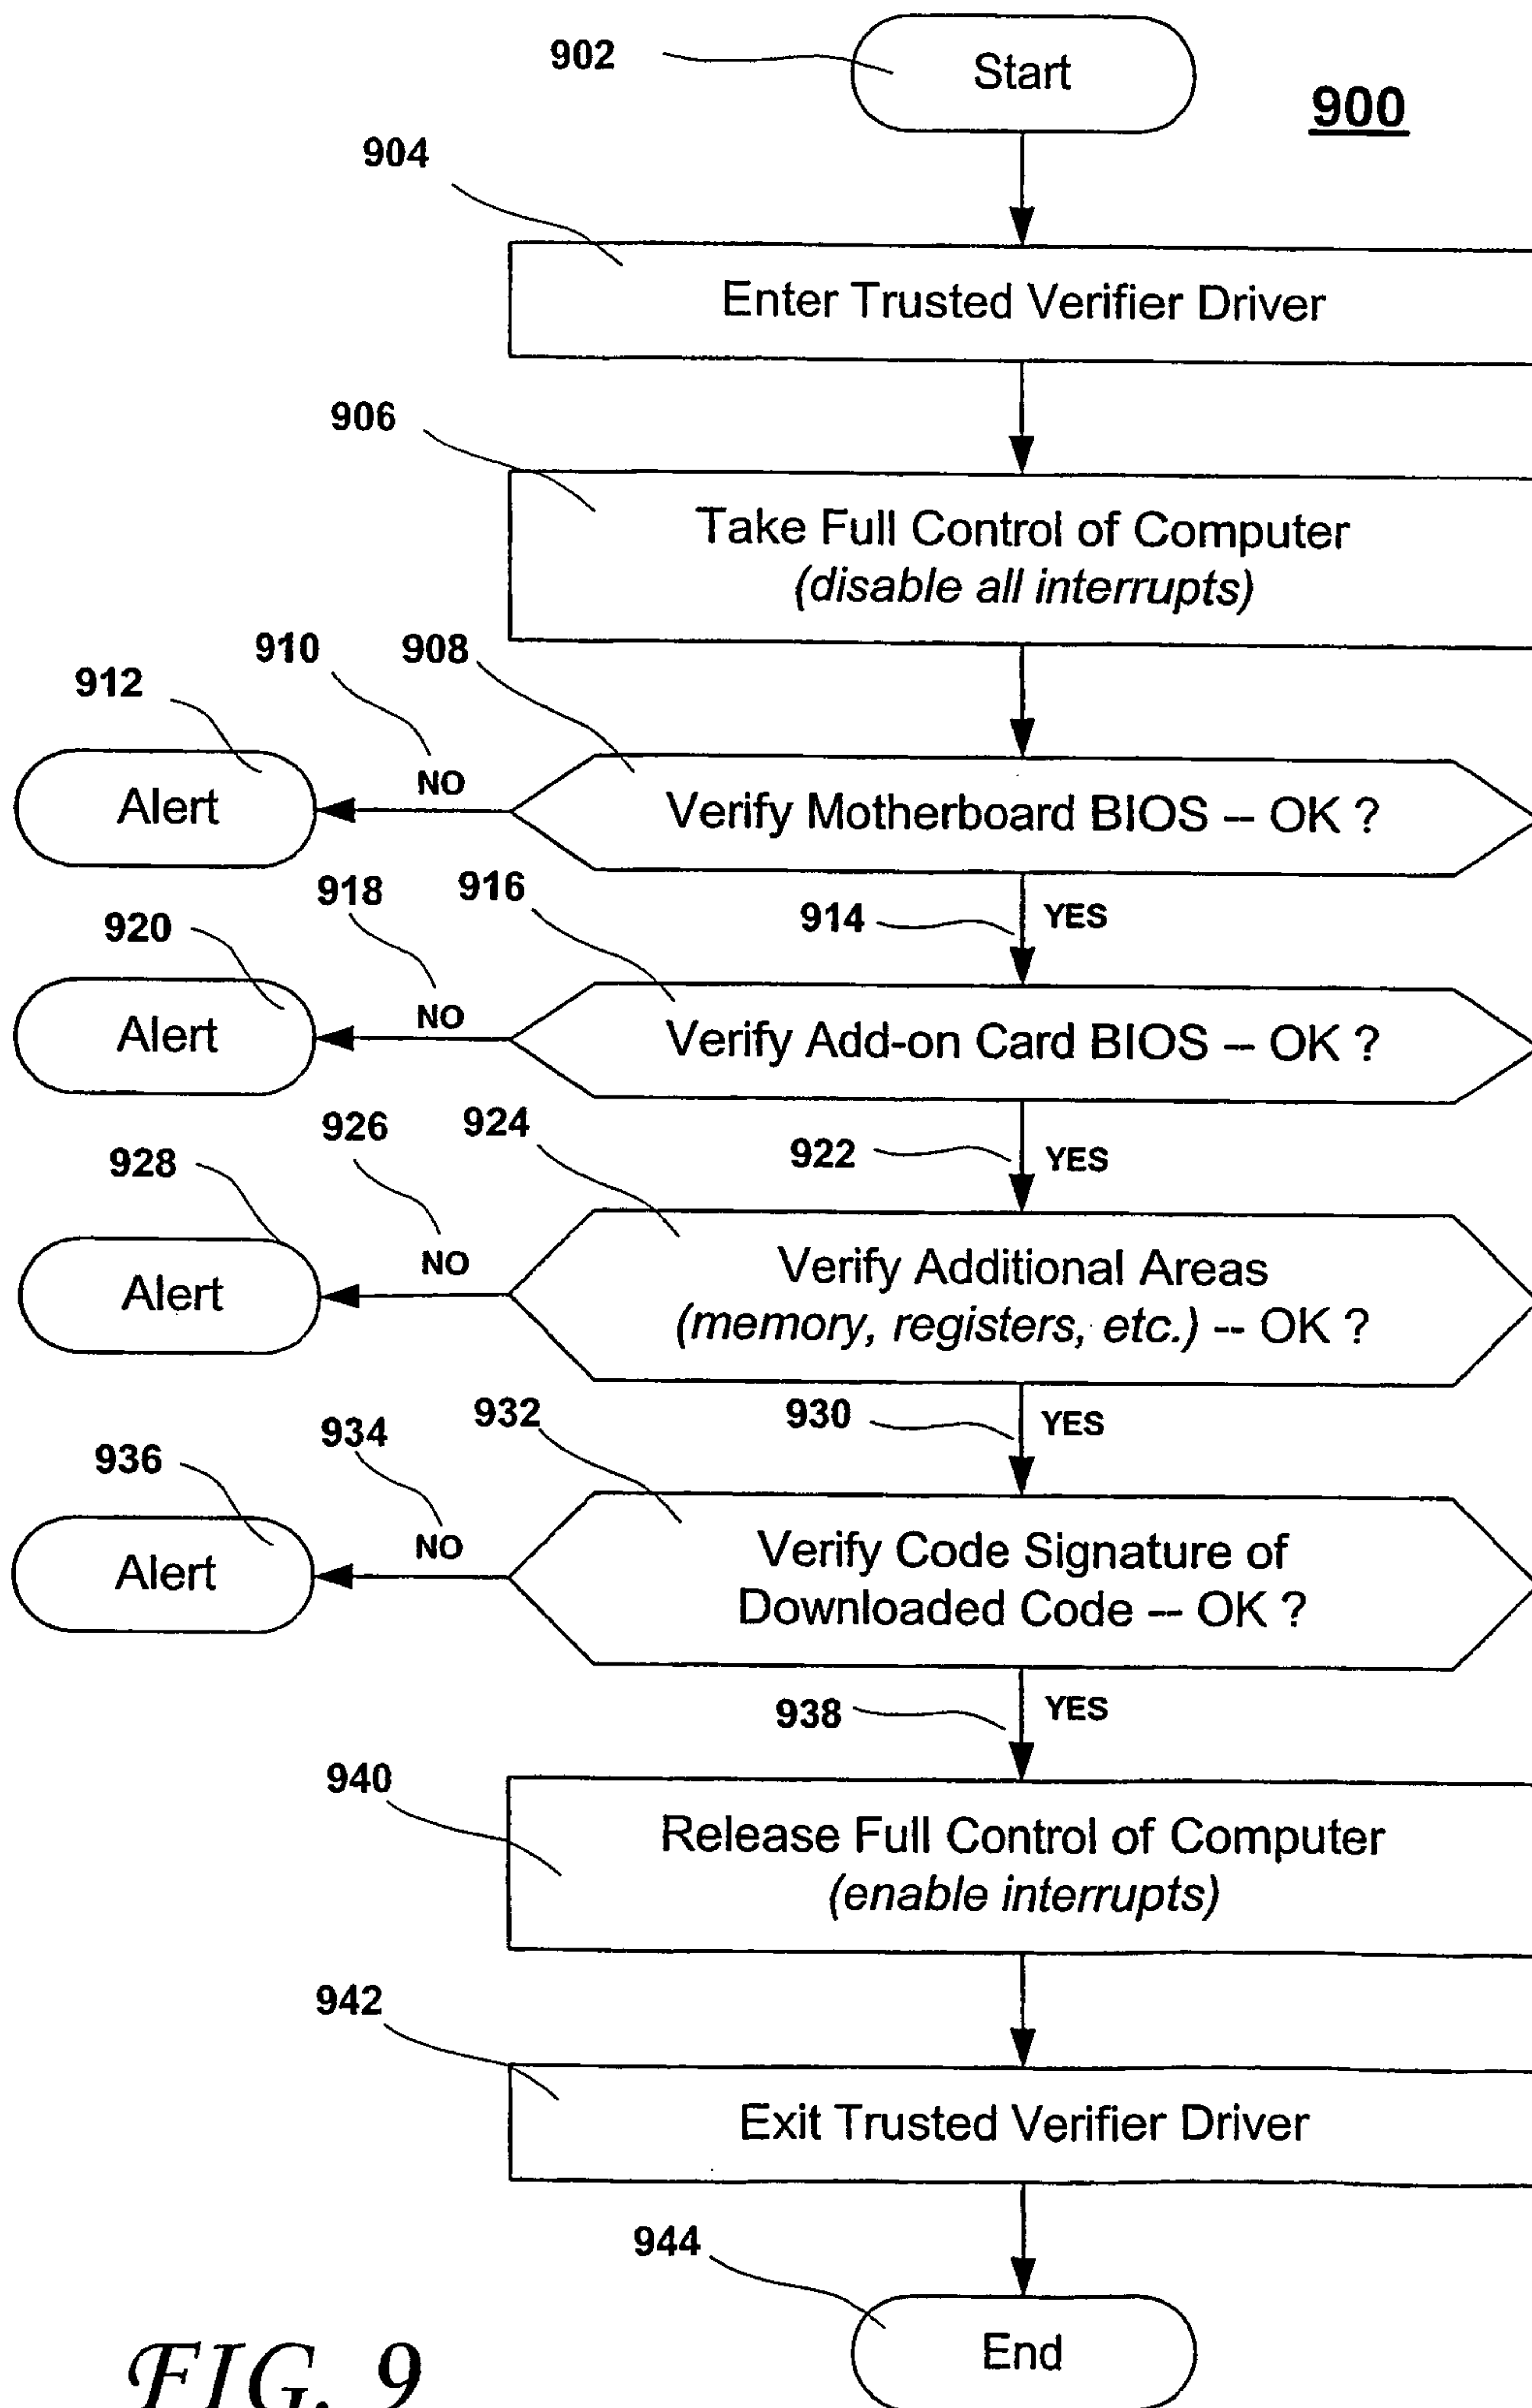 902
Start
900
904
Enter Trusted Verifier Driver
906
Take Full Control of Computer
(disable all interrupts)
912
910
908
Alert
NO
Verify Motherboard BIOS -- OK ?
914
YES
920
918
916
Alert
NO
Verify Add-on Card BIOS -- OK ?
922
YES
928
926
924
Alert
NO
Verify Additional Areas
(memory, registers, etc.) -- OK ?
930
YES
936
934
932
Alert
NO
Verify Code Signature of
Downloaded Code -- OK ?
938
YES
940
Release Full Control of Computer
(enable interrupts)
942
Exit Trusted Verifier Driver
944
End
FIG. 9